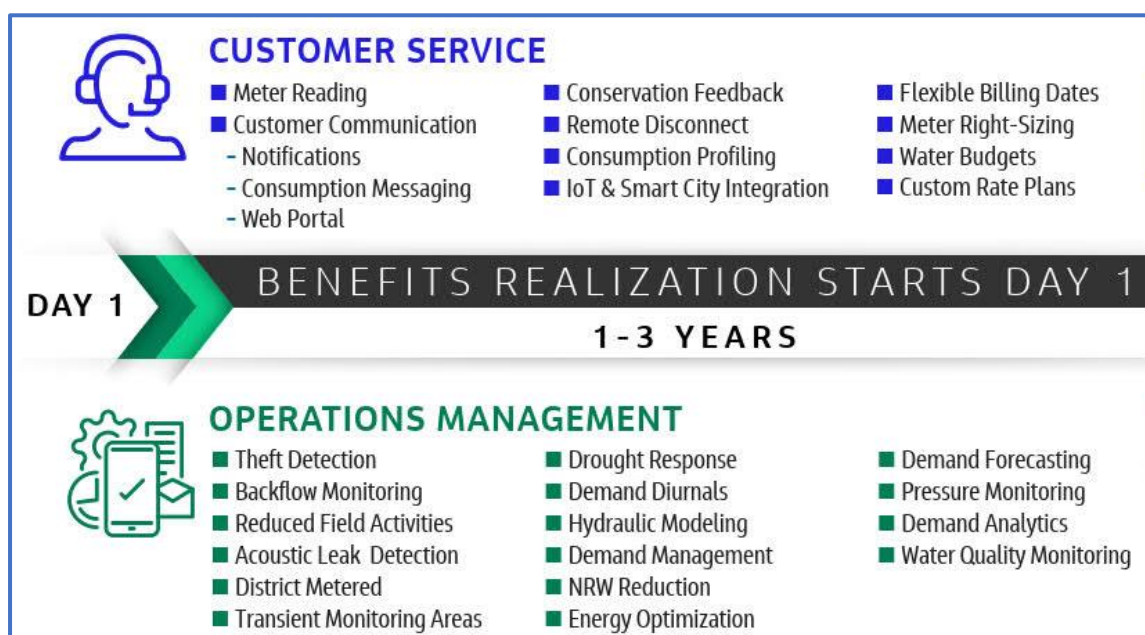 CUSTOMER SERVICE
Meter Reading
Customer Communication
- Notifications
- Consumption Messaging
- Web Portal
Conservation Feedback
Remote Disconnect
Consumption Profiling
IoT & Smart City Integration
Flexible Billing Dates
Meter Right-Sizing
Water Budgets
Custom Rate Plans
DAY 1
BENEFITS REALIZATION STARTS DAY 1
1-3 YEARS
OPERATIONS MANAGEMENT
Theft Detection
Backflow Monitoring
Reduced Field Activities
Acoustic Leak Detection
District Metered
Transient Monitoring Areas
Drought Response
Demand Diurnals
Hydraulic Modeling
Demand Management
NRW Reduction
Energy Optimization
Demand Forecasting
Pressure Monitoring
Demand Analytics
Water Quality Monitoring